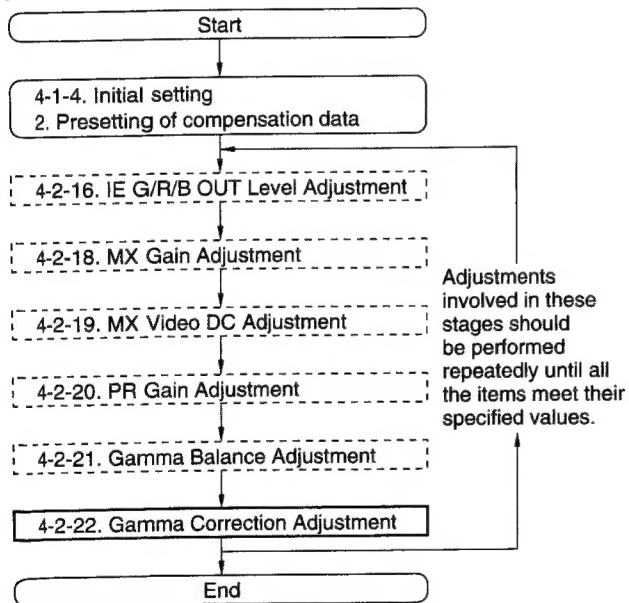 Start
4-1-4. Initial setting
2. Presetting of compensation data
4-2-16. IE G/R/B OUT Level Adjustment
4-2-18. MX Gain Adjustment
4-2-19. MX Video DC Adjustment
4-2-20. PR Gain Adjustment
4-2-21. Gamma Balance Adjustment
4-2-22. Gamma Correction Adjustment
End
Adjustments
involved in these
stages should
be performed
repeatedly until all
the items meet their
specified values.